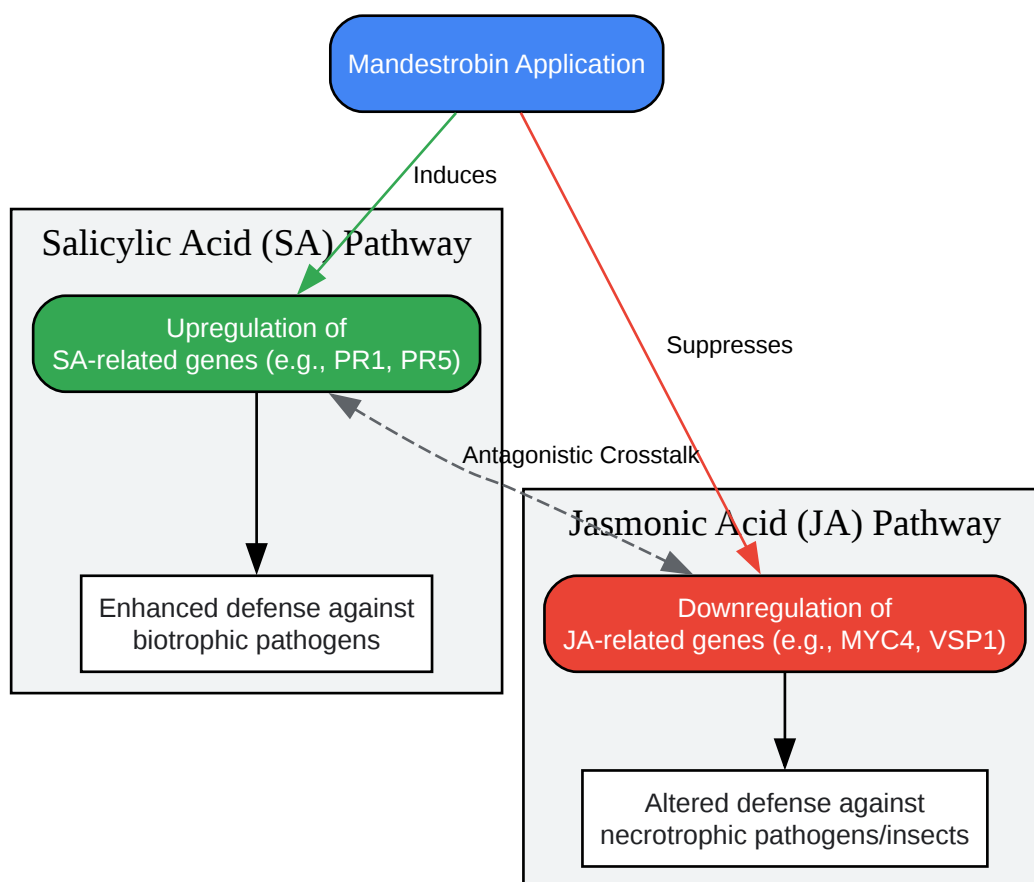 Mandestrobin Application
Induces
Salicylic Acid (SA) Pathway
Upregulation of
SA-related genes (e.g., PR1, PR5)
Suppresses
Antagonistic Crosstalk
Jasmonic Acid (JA) Pathway
Enhanced defense against
biotrophic pathogens
Downregulation of
JA-related genes (e.g., MYC4, VSP1)
Altered defense against
necrotrophic pathogens/insects